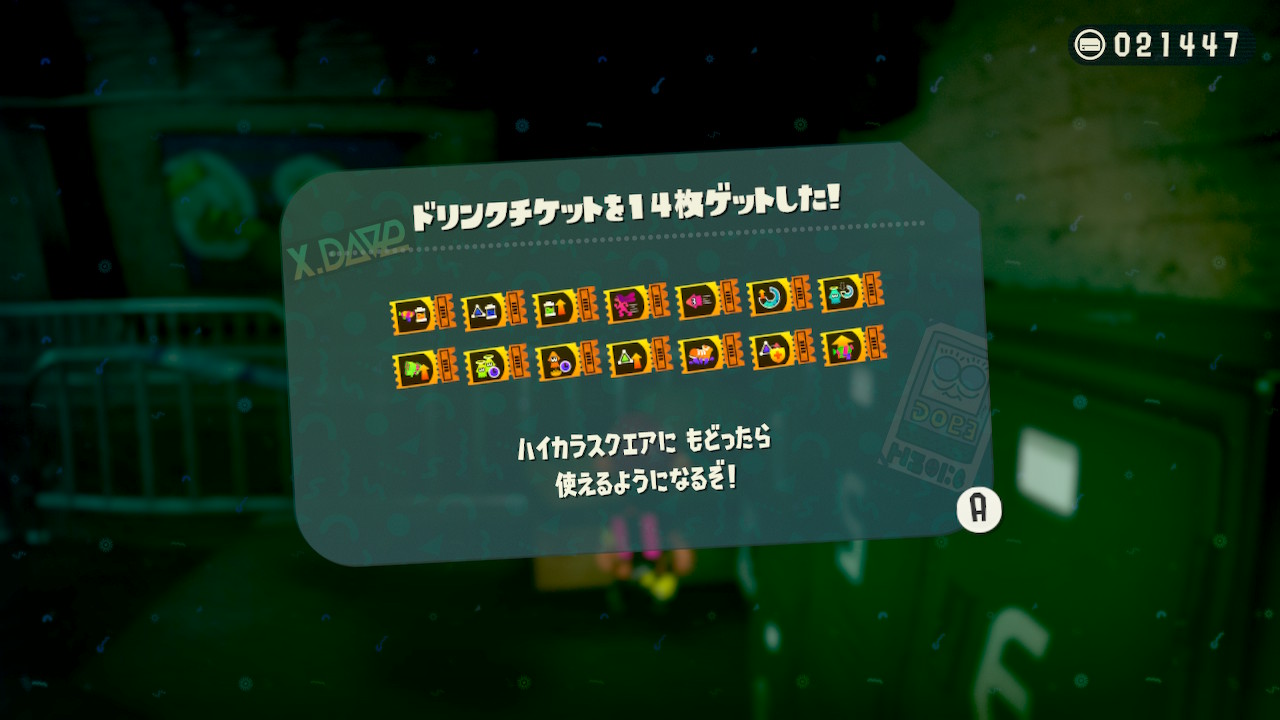 021447
ドリンクチケットを14枚ゲットした!
ハイカラスクエアに もどったら
使えるようになるぞ!
A